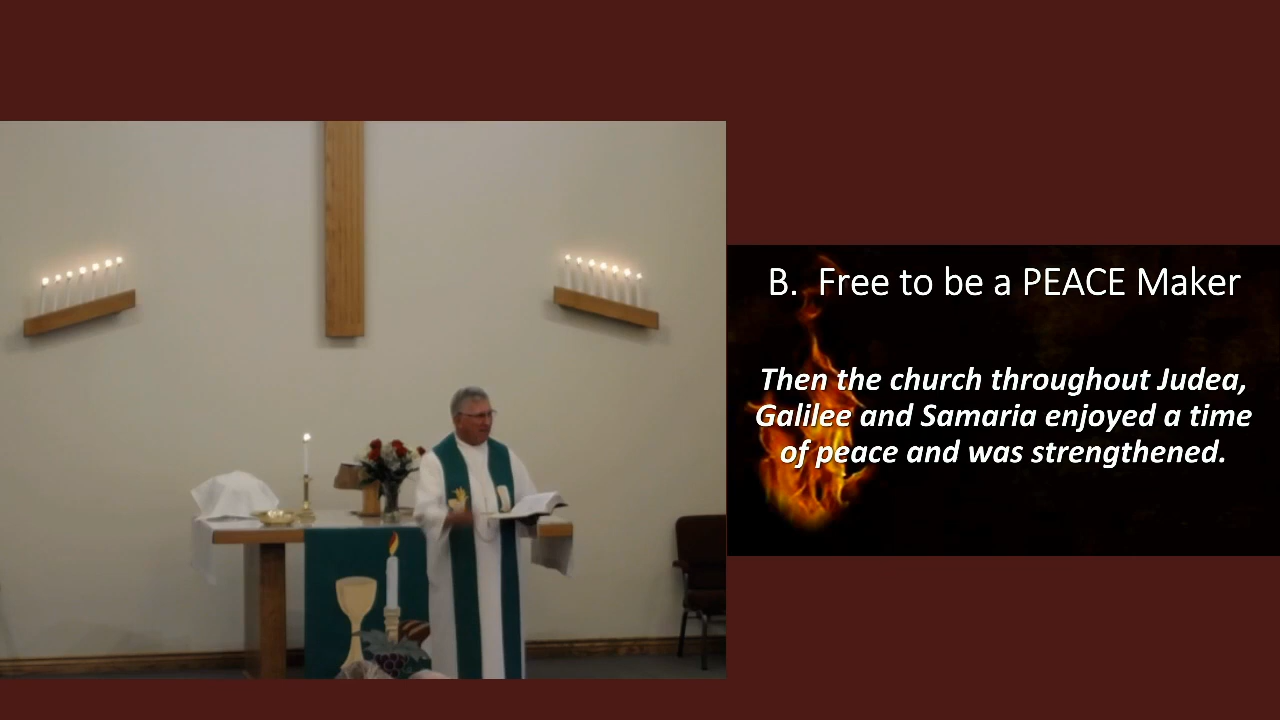 B. Free to be a PEACE Maker
Then the church throughout Judea,
Galilee and Samaria enjoyed a time
of peace and was strengthened.